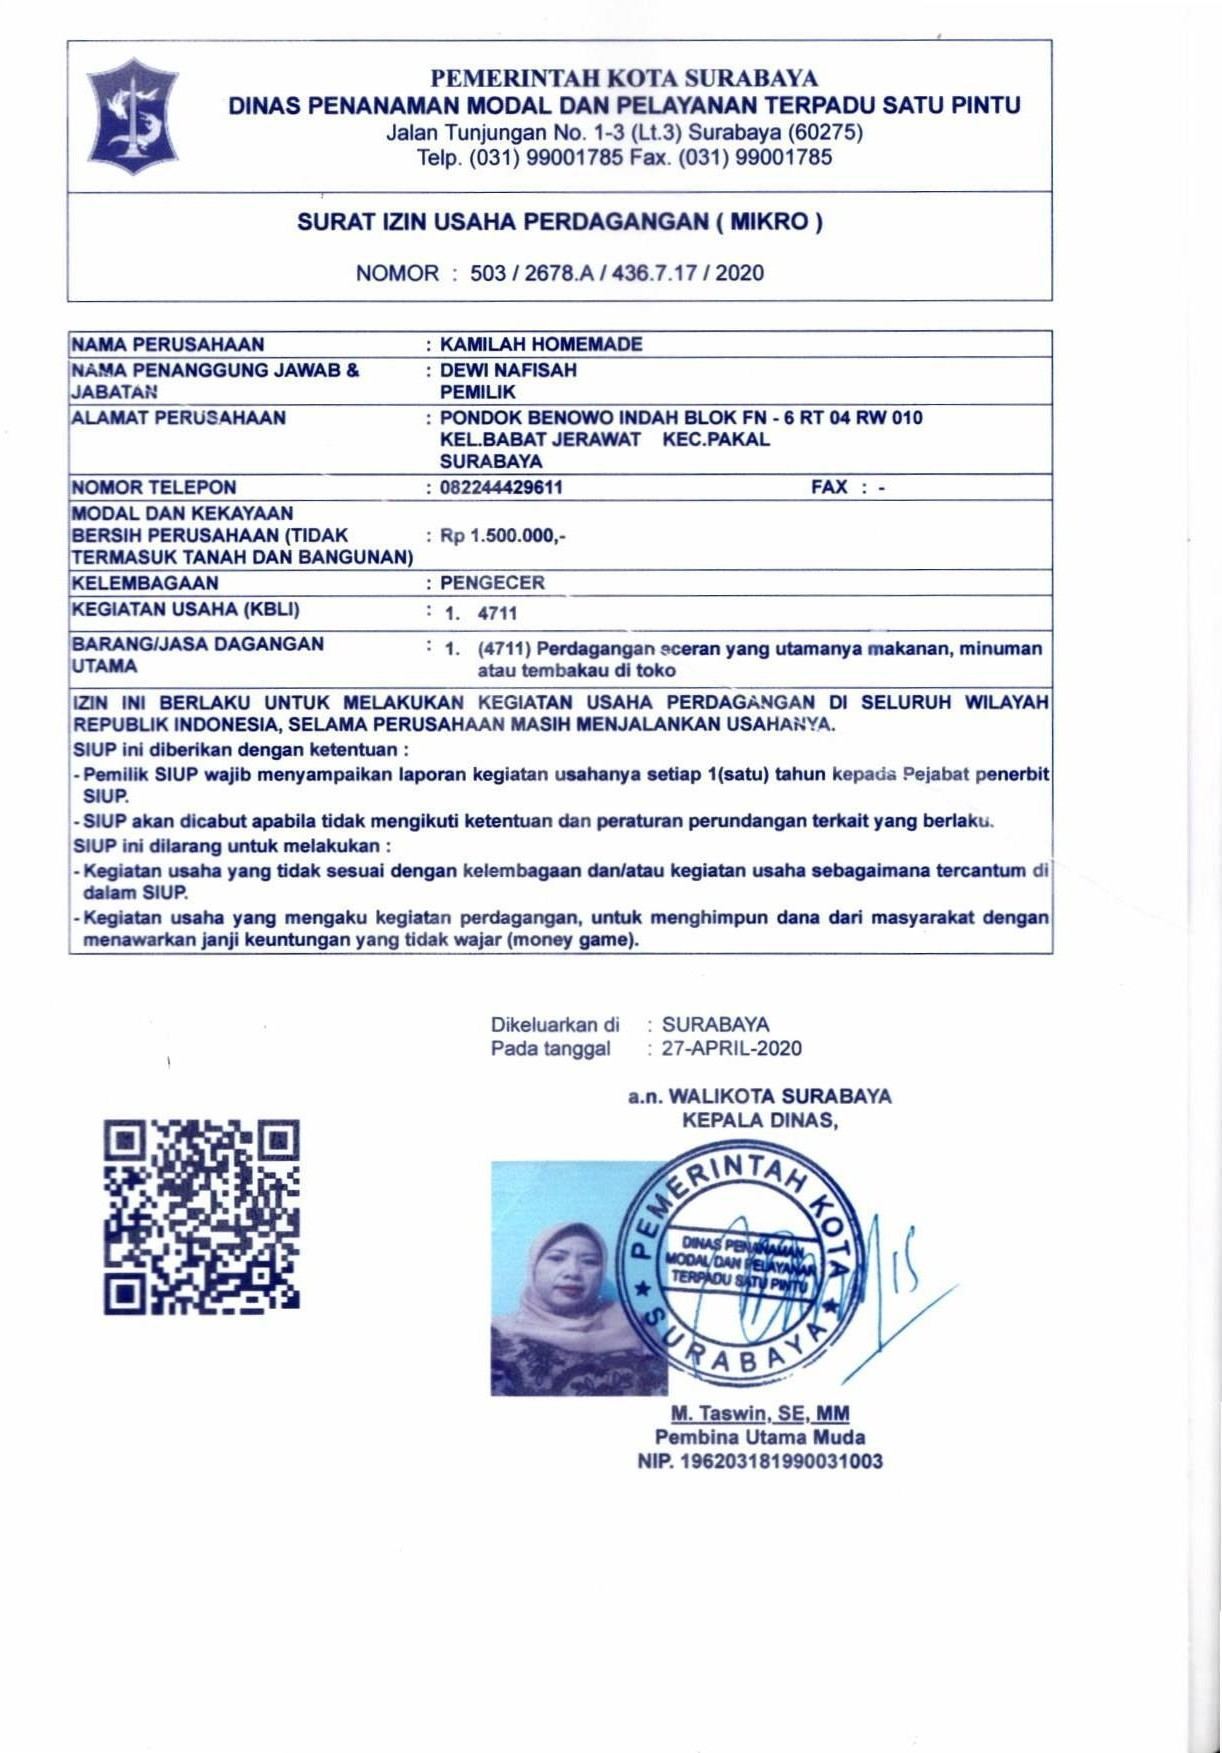 PEMERINTAH KOTA SURABAYA
DINAS PENANAMAN MODAL DAN PELAYANAN TERPADU SATU PINTU
Jalan Tunjungan No. 1-3 (Lt.3) Surabaya (60275)
Telp. (031) 99001785 Fax. (031) 99001785
SURAT IZIN USAHA PERDAGANGAN ( MIKRO )
NOMOR : 503 / 2678.A / 436.7.17 / 2020
NAMA PERUSAHAAN : KAMILAH HOMEMADE
NAMA PENANGGUNG JAWAB & : DEWI NAFISAH
JABATAN PEMILIK
ALAMAT PERUSAHAAN : PONDOK BENOWO INDAH BLOK FN - 6 RT 04 RW 010
KEL.BABAT JERAWAT KEC.PAKAL
SURABAYA
NOMOR TELEPON : 082244429611 FAX : -
MODAL DAN KEKAYAAN
BERSIH PERUSAHAAN (TIDAK : Rp 1.500.000,-
TERMASUK TANAH DAN BANGUNAN)
KELEMBAGAAN : PENGECER
KEGIATAN USAHA (KBLI) : 1. 4711
BARANG/JASA DAGANGAN : 1. (4711) Perdagangan eceran yang utamanya makanan, minuman
UTAMA atau tembakau di toko
IZIN INI BERLAKU UNTUK MELAKUKAN KEGIATAN USAHA PERDAGANGAN DI SELURUH WILAYAH
REPUBLIK INDONESIA, SELAMA PERUSAHAAN MASIH MENJALANKAN USAHANYA.
SIUP ini diberikan dengan ketentuan :
- Pemilik SIUP wajib menyampaikan laporan kegiatan usahanya setiap 1(satu) tahun kepada Pejabat penerbit
SIUP.
- SIUP akan dicabut apabila tidak mengikuti ketentuan dan peraturan perundangan terkait yang berlaku.
SIUP ini dilarang untuk melakukan :
- Kegiatan usaha yang tidak sesuai dengan kelembagaan dan/atau kegiatan usaha sebagaimana tercantum di
dalam SIUP.
- Kegiatan usaha yang mengaku kegiatan perdagangan, untuk menghimpun dana dari masyarakat dengan
menawarkan janji keuntungan yang tidak wajar (money game).
Dikeluarkan di : SURABAYA
Pada tanggal : 27-APRIL-2020
a.n. WALIKOTA SURABAYA
KEPALA DINAS,
PEMERINTAH KOTA
DINAS PENANAMAN
MODAL DAN PELAYANAN
TERPADU SATU PINTU
SURABAYA
M. Taswin, SE, MM
Pembina Utama Muda
NIP. 196203181990031003